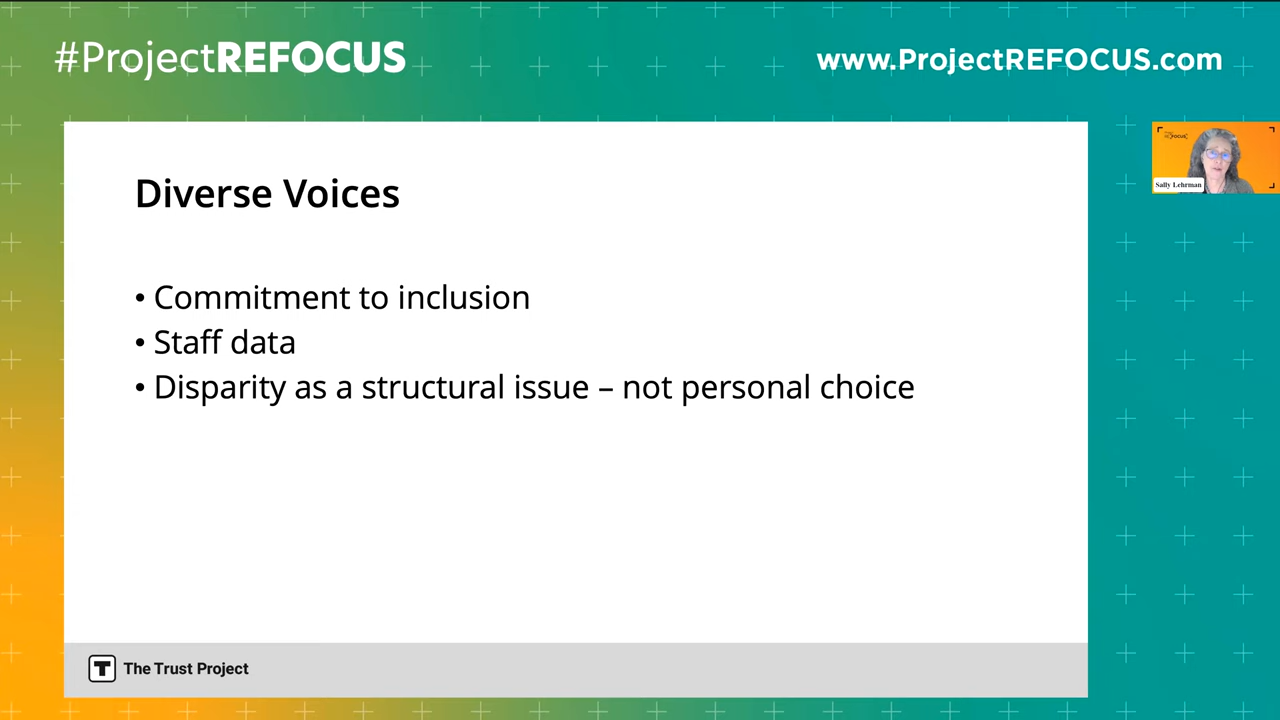 #ProjectREFOCUS
www.ProjectREFOCUS.com
REFOCUS
Sally Lehrman
Diverse Voices
• Commitment to inclusion
• Staff data
• Disparity as a structural issue – not personal choice
T The Trust Project